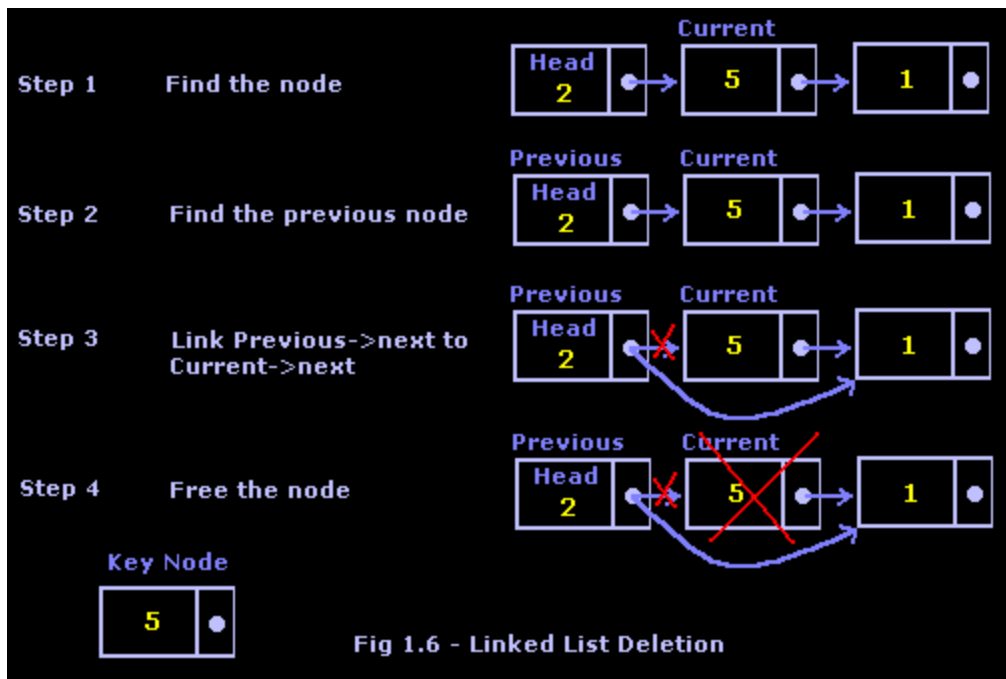 Current
Step 1 Find the node Head 2 5 1
Previous Current
Step 2 Find the previous node Head 2 5 1
Previous Current
Step 3 Link Previous->next to Current->next Head 2 5 1
Previous Current
Step 4 Free the node Head 2 5 1
Key Node
5
Fig 1.6 - Linked List Deletion